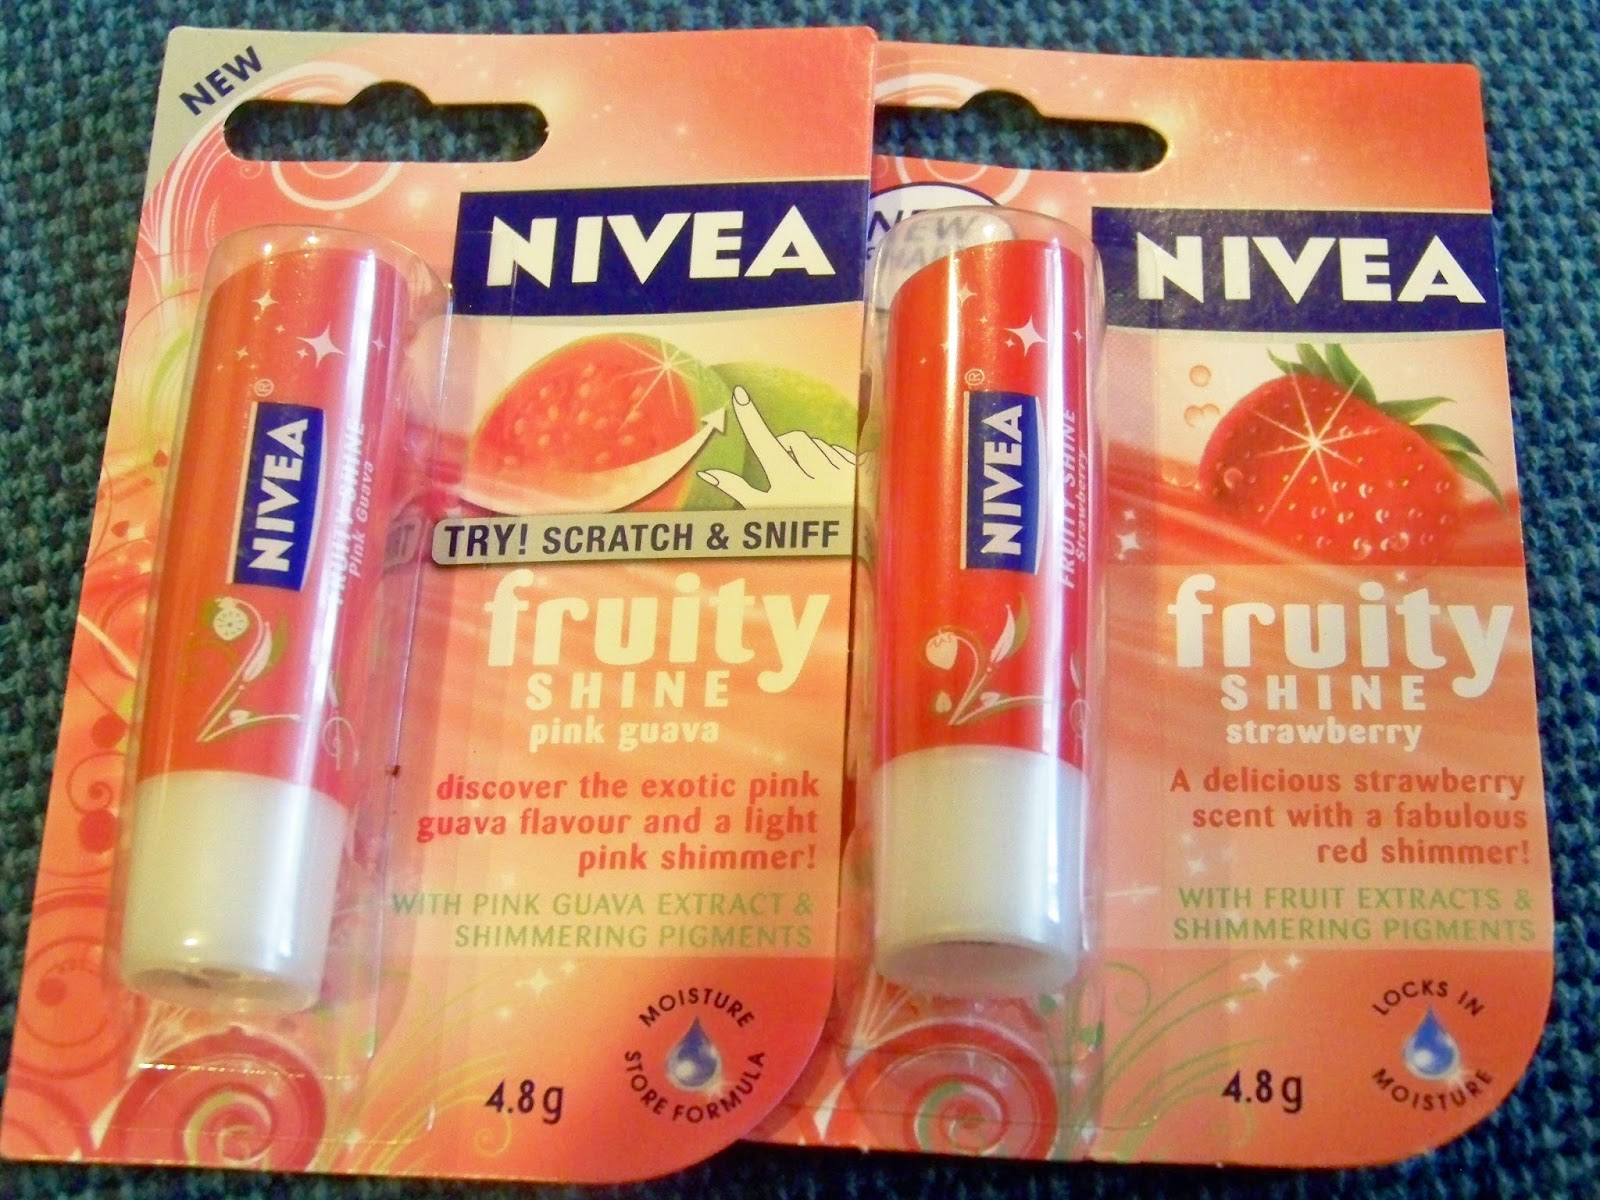 NEW
NIVEA
TRY! SCRATCH & SNIFF
fruity
SHINE
pink guava
discover the exotic pink
guava flavour and a light
pink shimmer!
WITH PINK GUAVA EXTRACT &
SHIMMERING PIGMENTS
4.8g
MOISTURE
STORE FORMULA
NIVEA®
FRUITY SHINE
Pink Guava
NEW
NIVEA
fruity
SHINE
strawberry
A delicious strawberry
scent with a fabulous
red shimmer!
WITH FRUIT EXTRACTS &
SHIMMERING PIGMENTS
4.8g
LOCKS IN
MOISTURE
NIVEA®
FRUITY SHINE
Strawberry